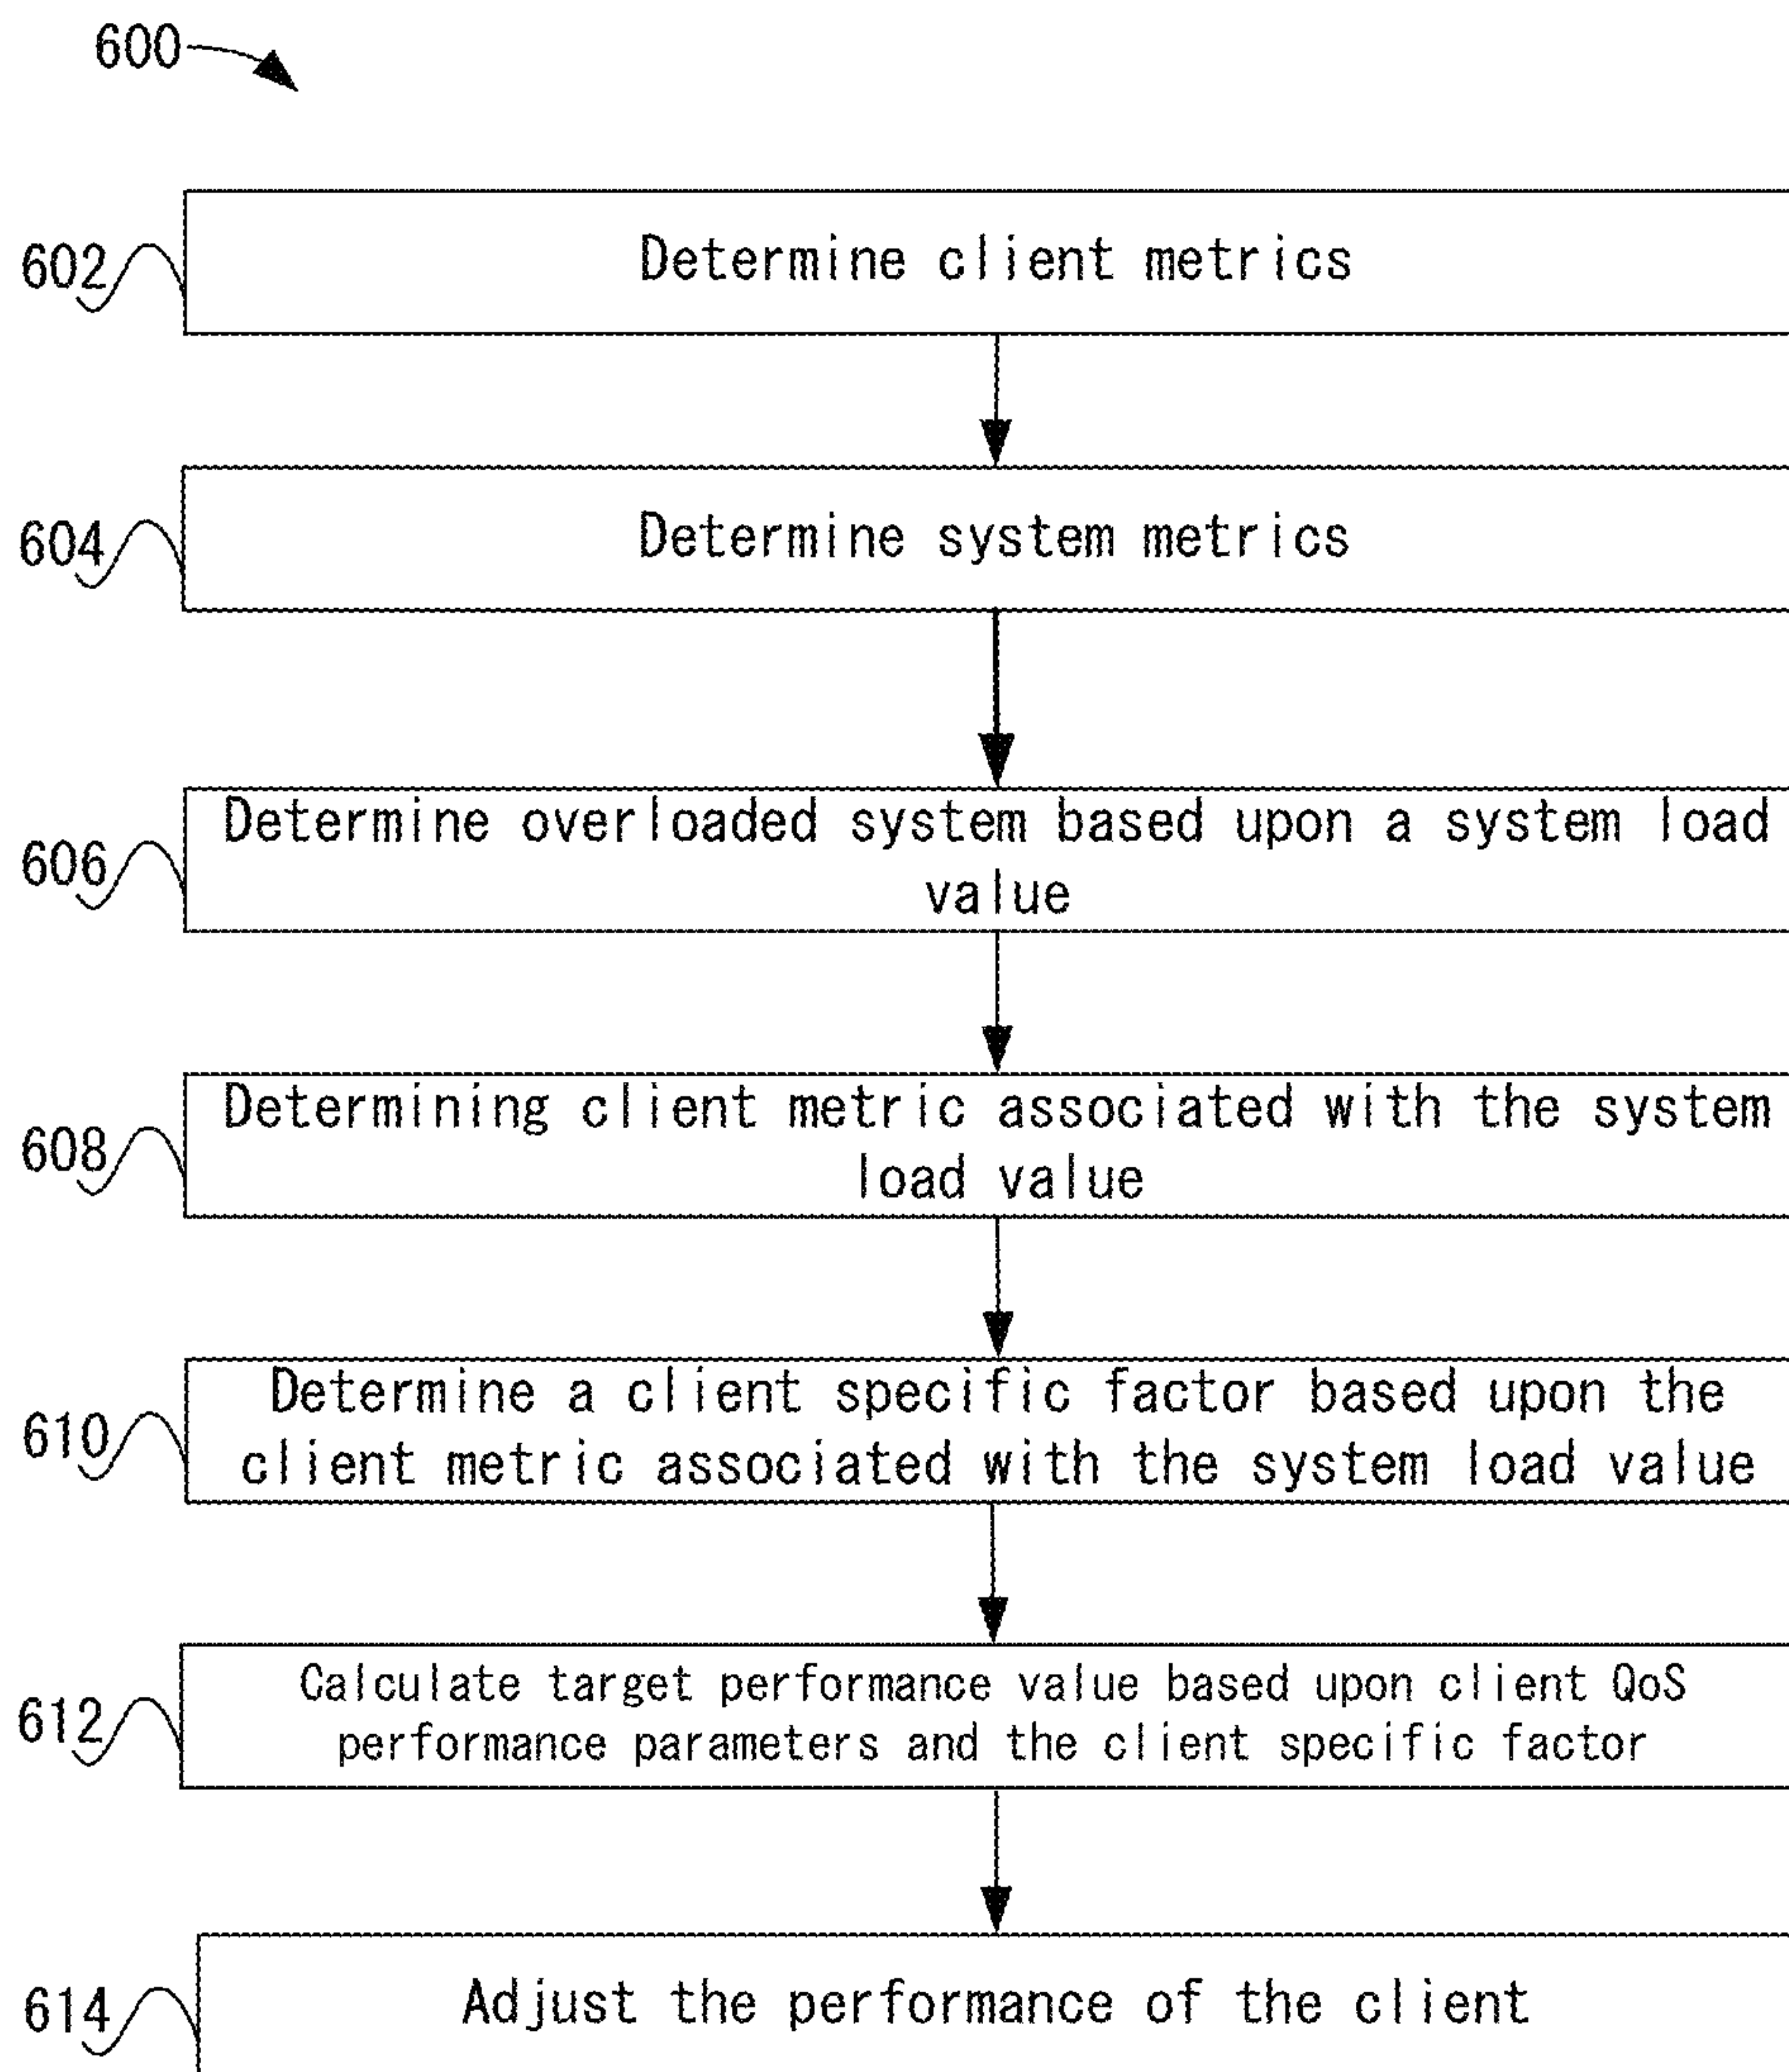 600
602
Determine client metrics
604
Determine system metrics
606
Determine overloaded system based upon a system load
value
608
Determining client metric associated with the system
load value
610
Determine a client specific factor based upon the
client metric associated with the system load value
612
Calculate target performance value based upon client QoS
performance parameters and the client specific factor
614
Adjust the performance of the client